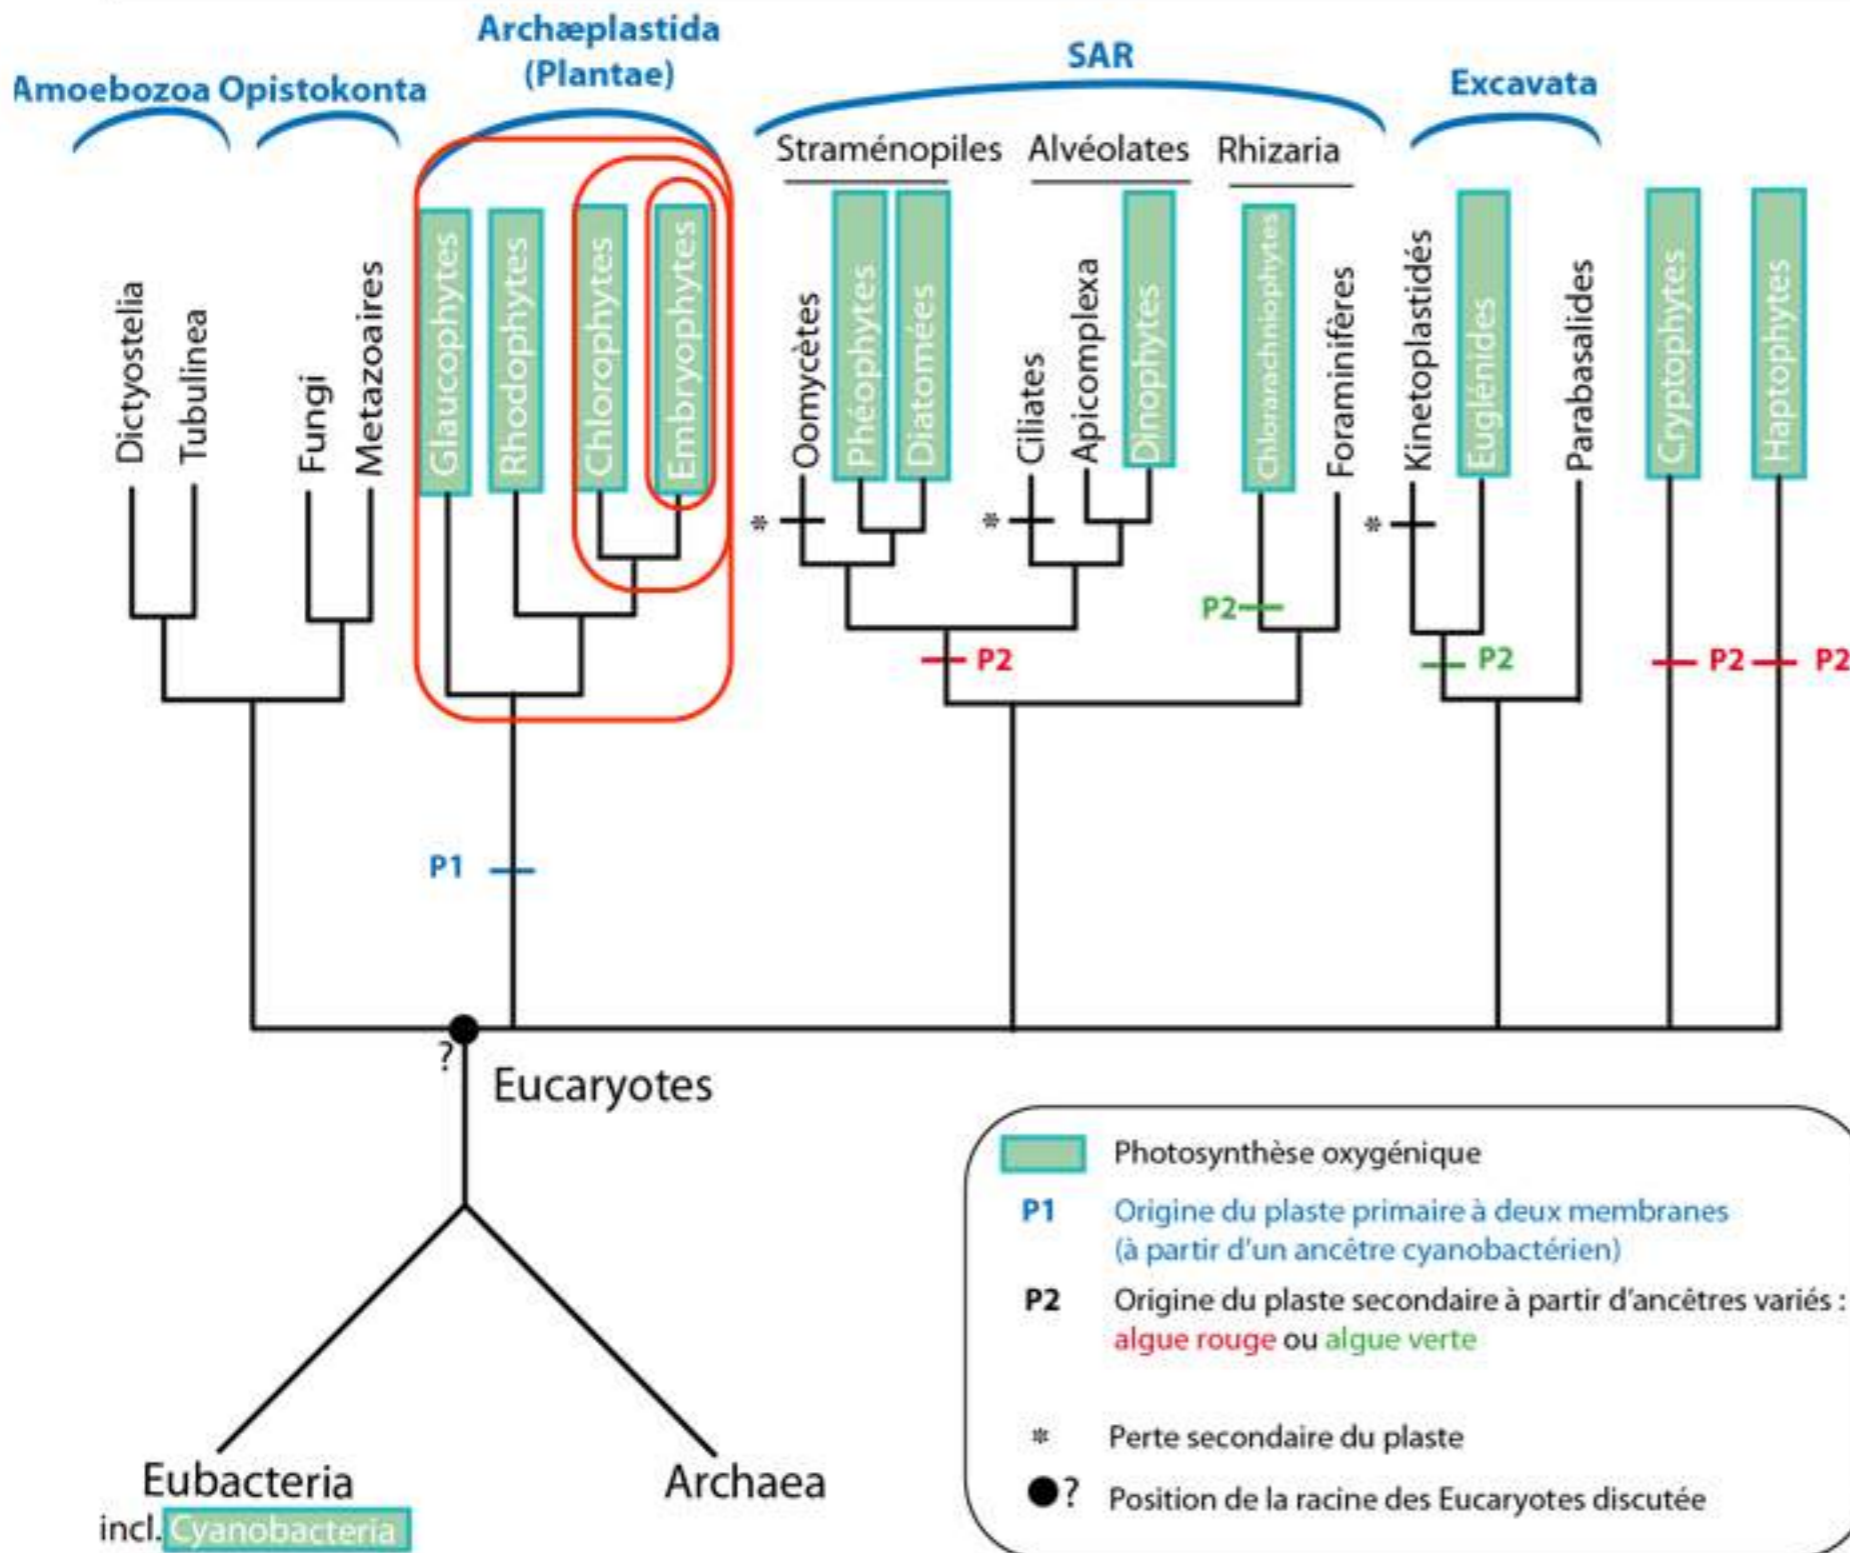 Archæplastida
(Plantae)
SAR
Amoebozoa Opistokonta
Excavata
Straménopiles
Alvéolates
Rhizaria
Dictyostelia
Tubulinea
Fungi
Metazoaires
Glaucophytes
Rhodophytes
Chlorophytes
Embryophytes
Oomycètes
Phéophytes
Diatomées
Ciliates
Apicomplexa
Dinophytes
Chlorarachniophytes
Foraminifères
Kinetoplastidés
Euglénides
Parabasalides
Cryptophytes
Haptophytes
*
*
*
P2
P2
P2
P2
P2
P1
?
Eucaryotes
Eubacteria
incl. Cyanobacteria
Archaea
Photosynthèse oxygénique
P1 Origine du plaste primaire à deux membranes
(à partir d'un ancêtre cyanobactérien)
P2 Origine du plaste secondaire à partir d'ancêtres variés :
algue rouge ou algue verte
* Perte secondaire du plaste
? Position de la racine des Eucaryotes discutée